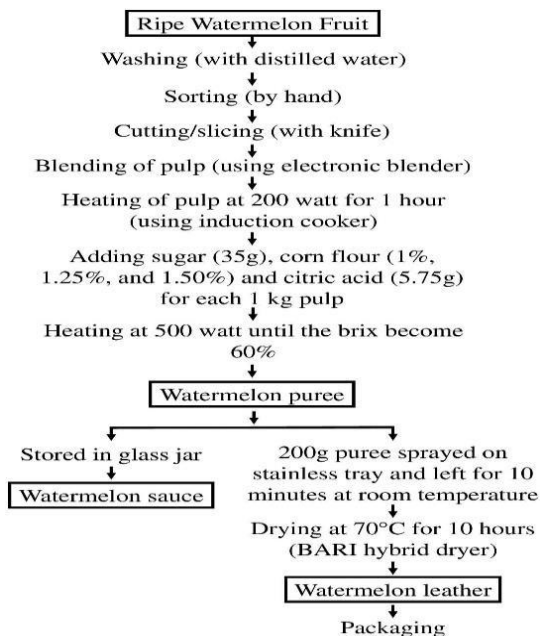 Ripe Watermelon Fruit
Washing (with distilled water)
Sorting (by hand)
Cutting/slicing (with knife)
Blending of pulp (using electronic blender)
Heating of pulp at 200 watt for 1 hour
(using induction cooker)
Adding sugar (35g), corn flour (1%,
1.25%, and 1.50%) and citric acid (5.75g)
for each 1 kg pulp
Heating at 500 watt until the brix become
60%
Watermelon puree
Stored in glass jar
Watermelon sauce
200g puree sprayed on
stainless tray and left for 10
minutes at room temperature
Drying at 70°C for 10 hours
(BARI hybrid dryer)
Watermelon leather
Packaging